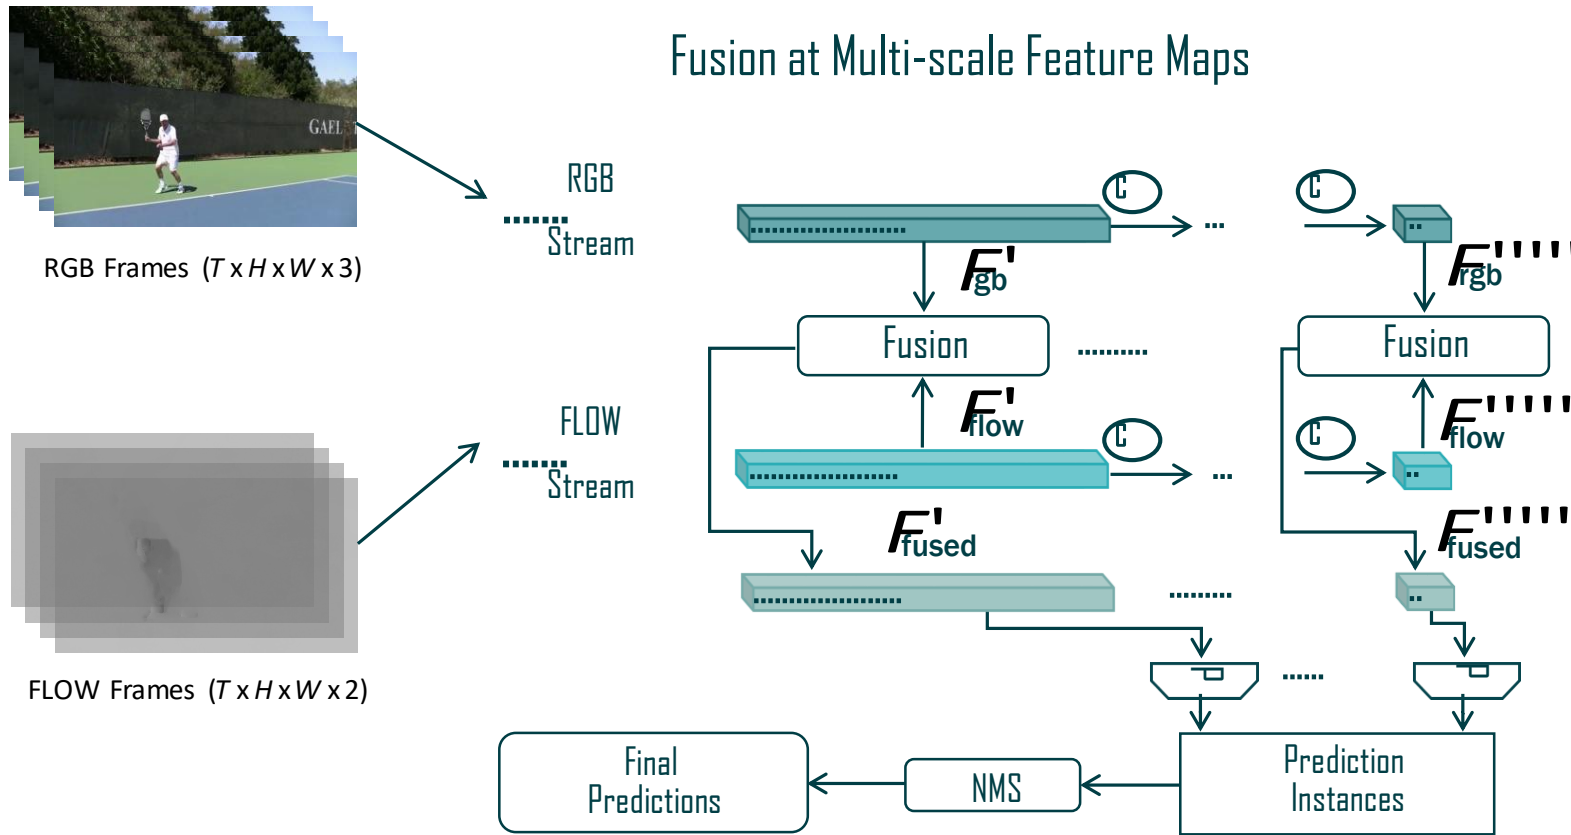 Fusion at Multi-scale Feature Maps
GAEL
RGB Frames (T x H x W x 3)
RGB
Stream
C
...
C
F'
rgb
F'''''
rgb
Fusion
Fusion
FLOW
Stream
F'
flow
C
...
C
F'''''
flow
F'
fused
F'''''
fused
FLOW Frames (T x H x W x 2)
Final
Predictions
NMS
Prediction
Instances